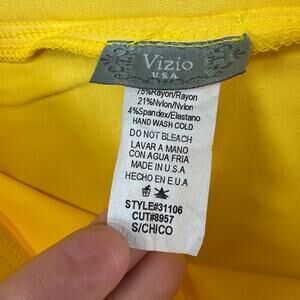 Vizio
U.S.A
75%Rayon/Rayon
21%Nylon/Nylon
4%Spandex/Elastano
HAND WASH COLD
DO NOT BLEACH
LAVAR A MANO
CON AGUA FRIA
MADE IN U.S.A
HECHO EN E.U.A
STYLE#31106
CUT#8957
S/CHICO